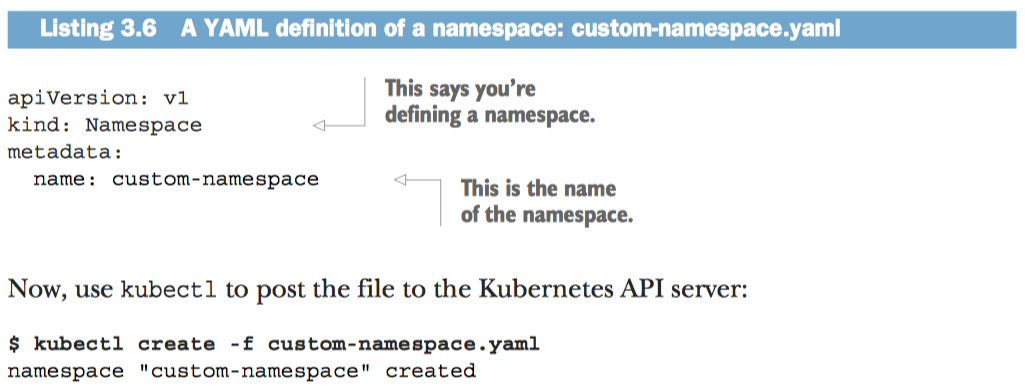 Listing 3.6 A YAML definition of a namespace: custom-namespace.yaml
apiVersion: v1
kind: Namespace
metadata:
  name: custom-namespace
This says you’re
defining a namespace.
This is the name
of the namespace.
Now, use kubectl to post the file to the Kubernetes API server:
$ kubectl create -f custom-namespace.yaml
namespace "custom-namespace" created